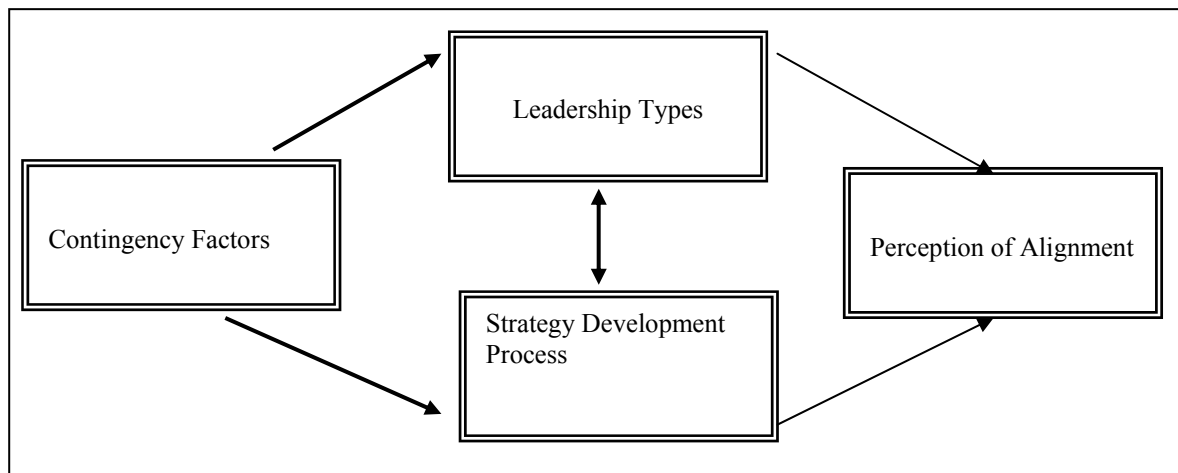 Leadership Types
Contingency Factors
Perception of Alignment
Strategy Development
Process